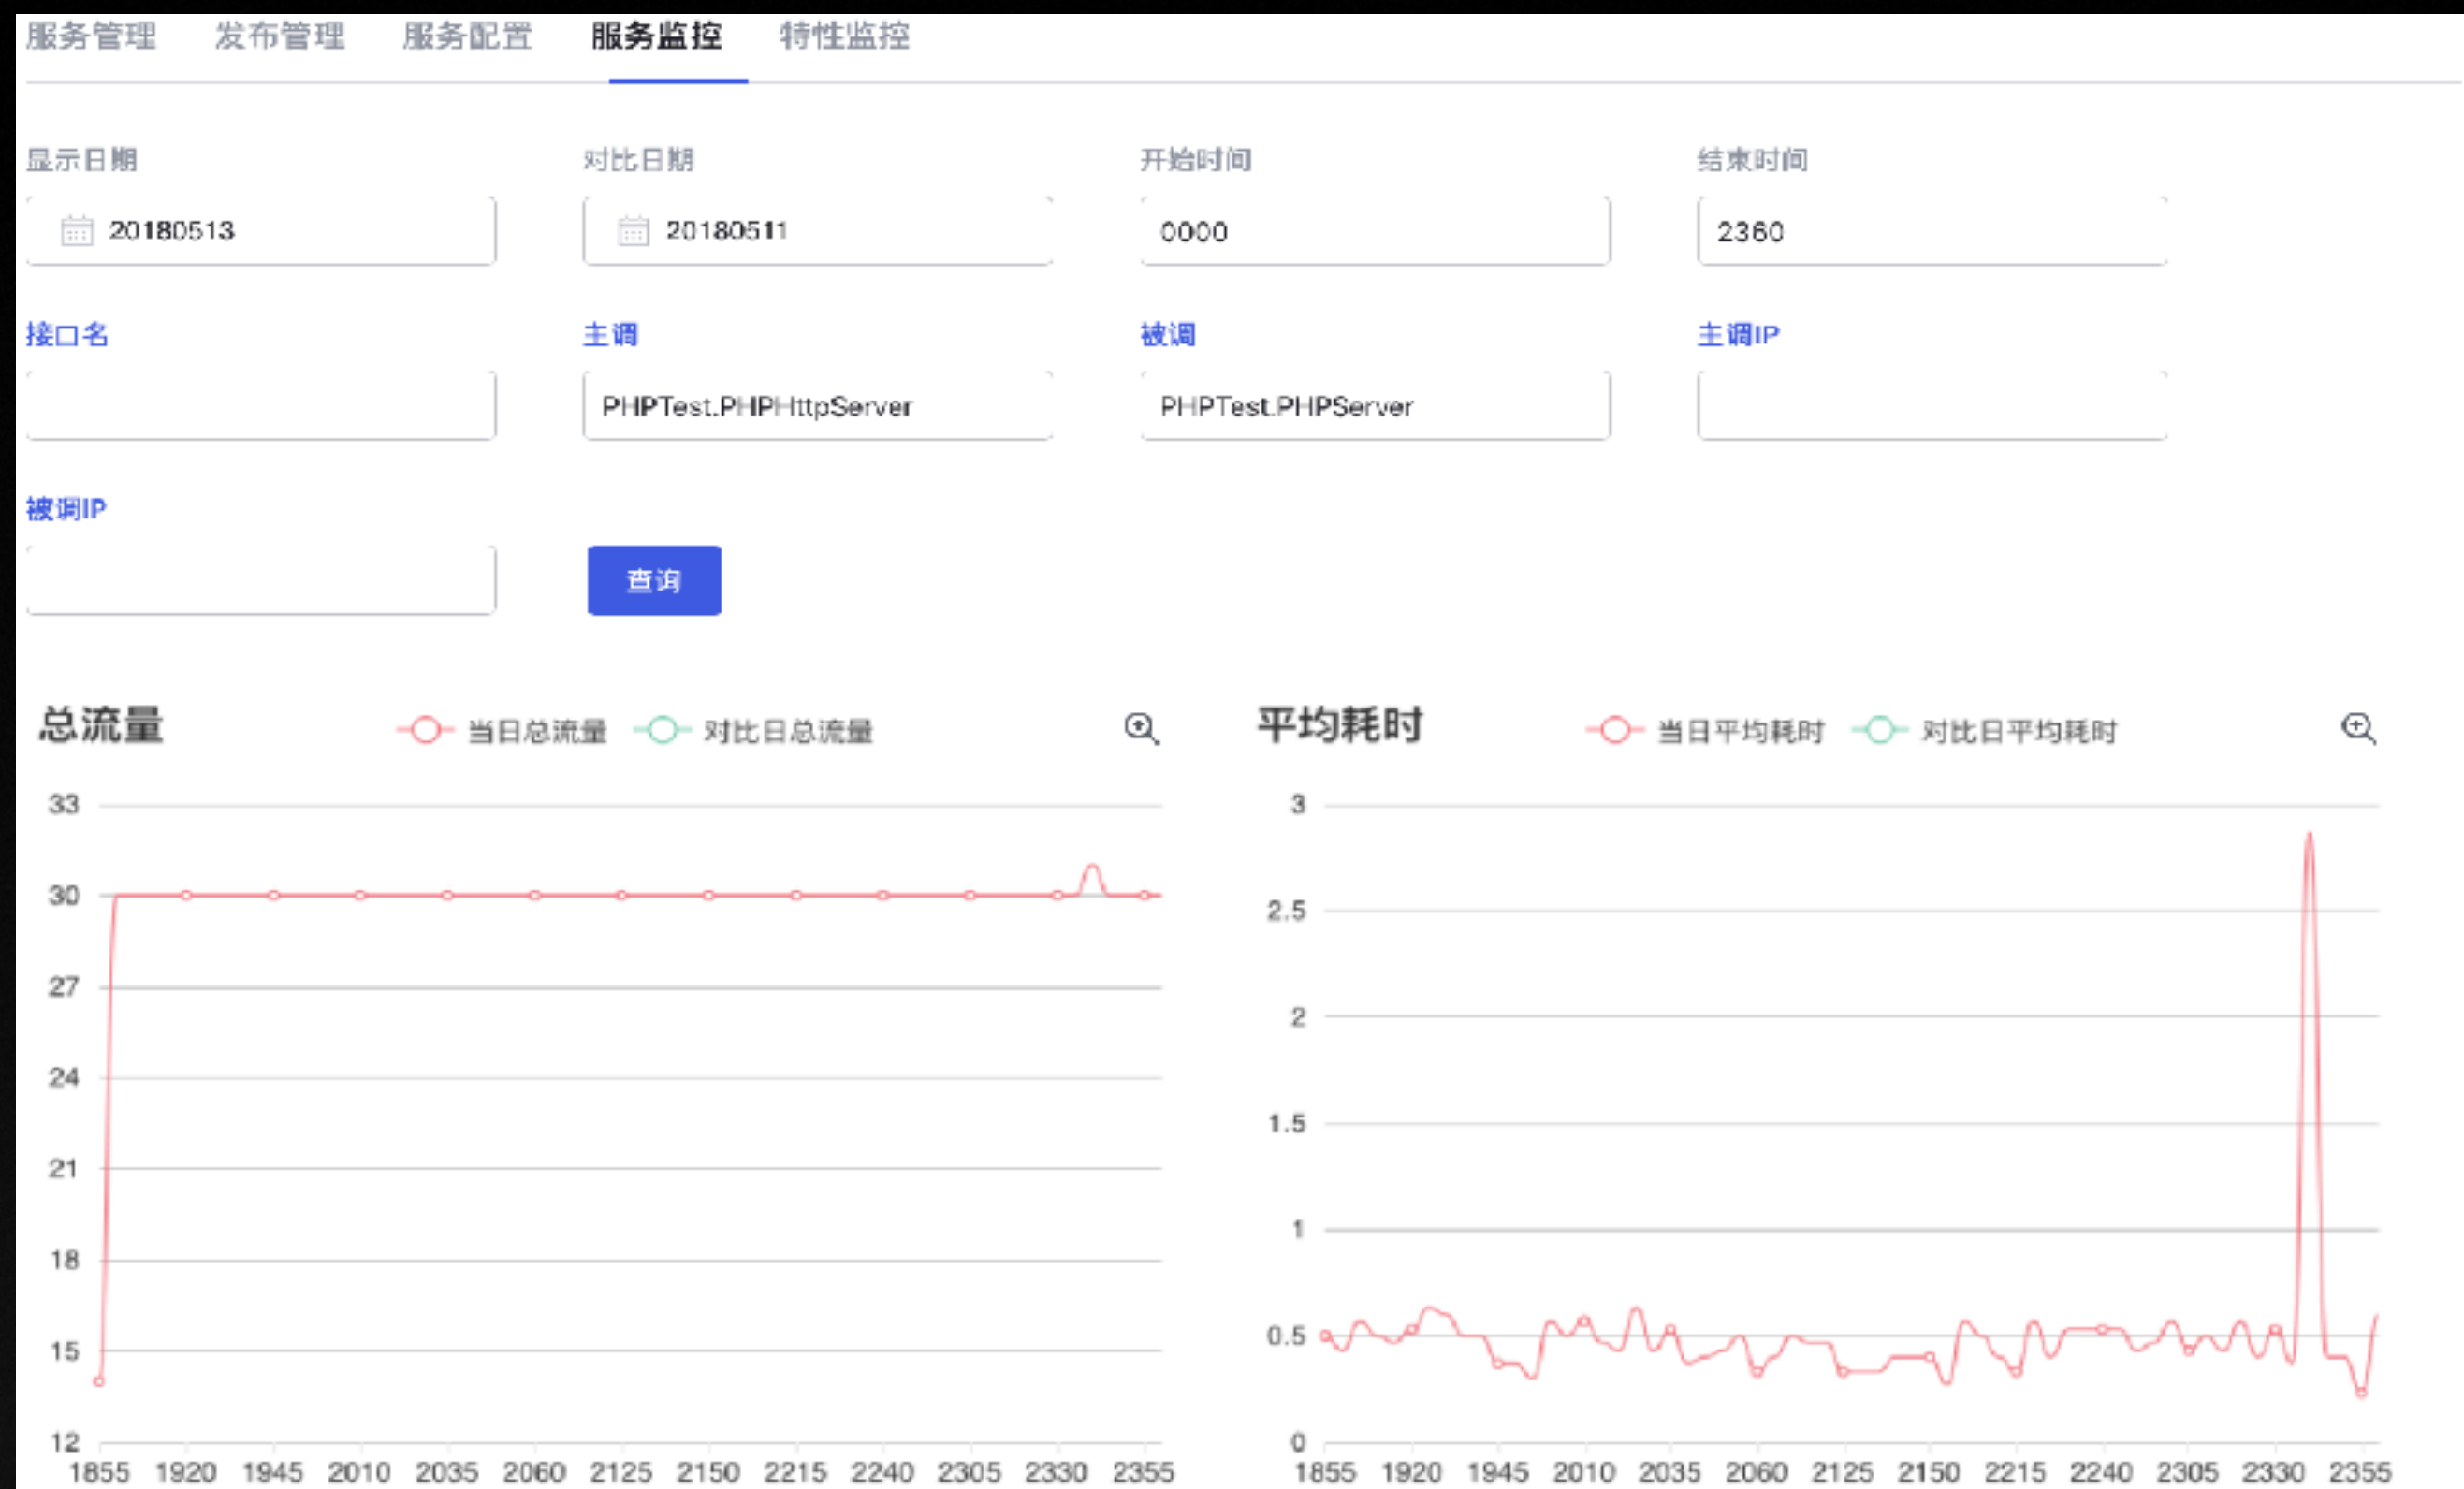 服务管理 发布管理 服务配置 服务监控 特性监控
显示日期 对比日期 开始时间 结束时间
20180513 20180511 0000 2360
接口名 主调 被调 主调IP
PHPTest.PHPHttpServer PHPTest.PHPServer
被调IP
查询
总流量 当日总流量 对比日总流量
33
30
27
24
21
18
15
12
1855 1920 1945 2010 2035 2060 2125 2150 2215 2240 2305 2330 2355
平均耗时 当日平均耗时 对比日平均耗时
3
2.5
2
1.5
1
0.5
0
1855 1920 1945 2010 2035 2060 2125 2150 2215 2240 2305 2330 2355